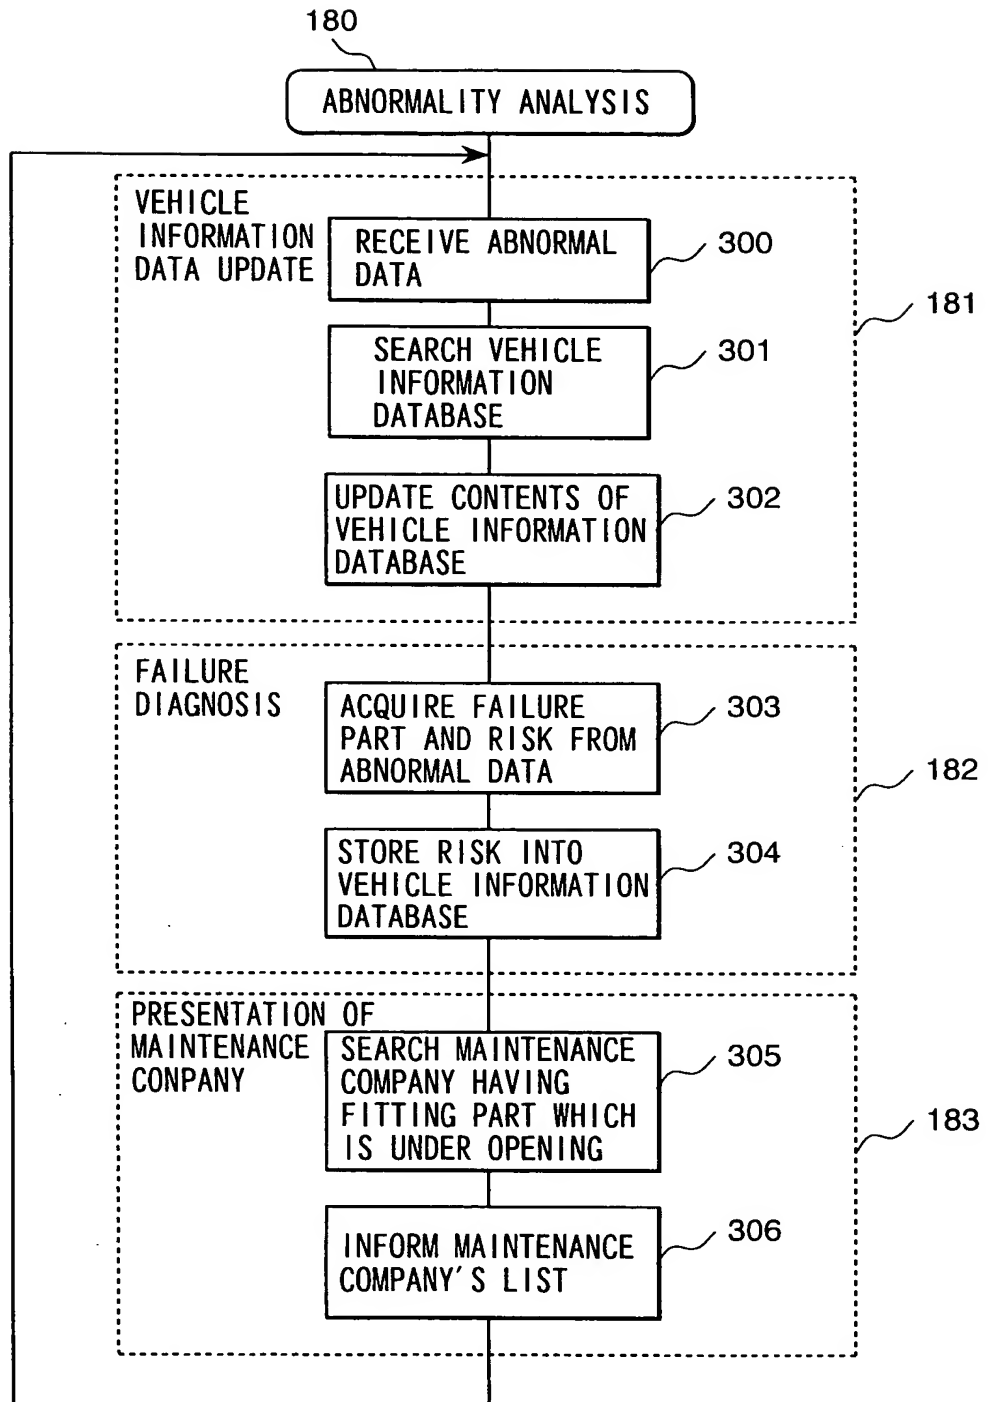 180
ABNORMALITY ANALYSIS
VEHICLE
INFORMATION
DATA UPDATE
RECEIVE ABNORMAL
DATA
300
181
SEARCH VEHICLE
INFORMATION
DATABASE
301
UPDATE CONTENTS OF
VEHICLE INFORMATION
DATABASE
302
FAILURE
DIAGNOSIS
ACQUIRE FAILURE
PART AND RISK FROM
ABNORMAL DATA
303
182
STORE RISK INTO
VEHICLE INFORMATION
DATABASE
304
PRESENTATION OF
MAINTENANCE
CONPANY
SEARCH MAINTENANCE
COMPANY HAVING
FITTING PART WHICH
IS UNDER OPENING
305
183
INFORM MAINTENANCE
COMPANY'S LIST
306